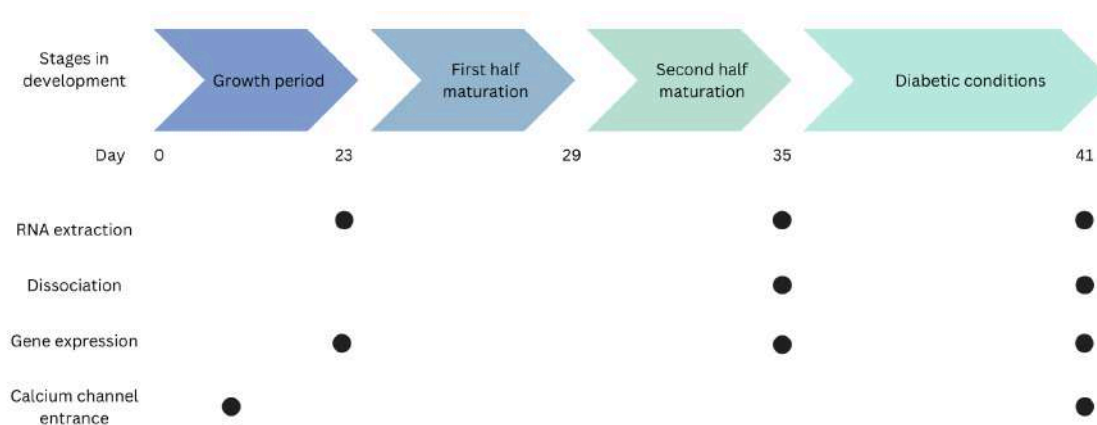 Stages in
development
Growth period
First half
maturation
Second half
maturation
Diabetic conditions
Day 0 23 29 35 41
RNA extraction
Dissociation
Gene expression
Calcium channel
entrance